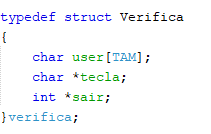 typedef struct Verifica
{
char user[TAM];
char *tecla;
int *sair;
}verifica;